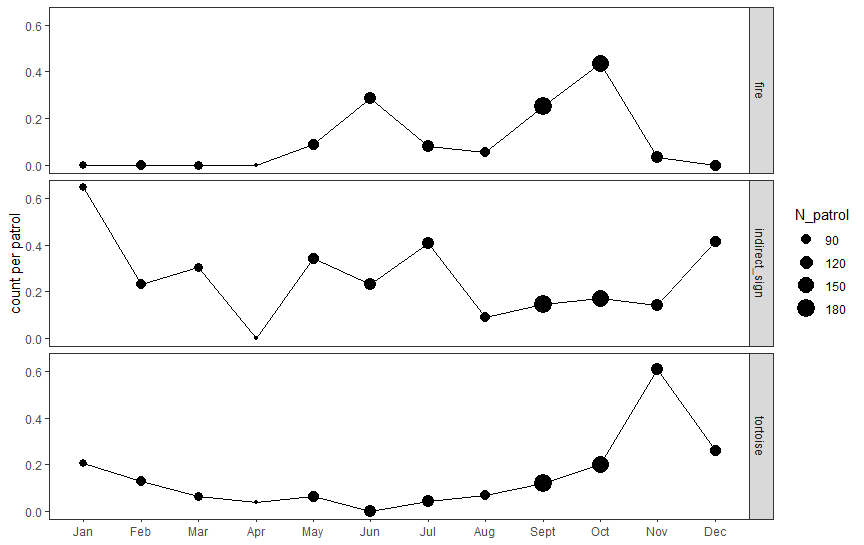 0.6
0.4
0.2
0.0
fire
0.6
0.4
0.2
0.0
indirect_sign
0.6
0.4
0.2
0.0
tortoise
count per patrol
Jan Feb Mar Apr May Jun Jul Aug Sept Oct Nov Dec
N_patrol
90
120
150
180